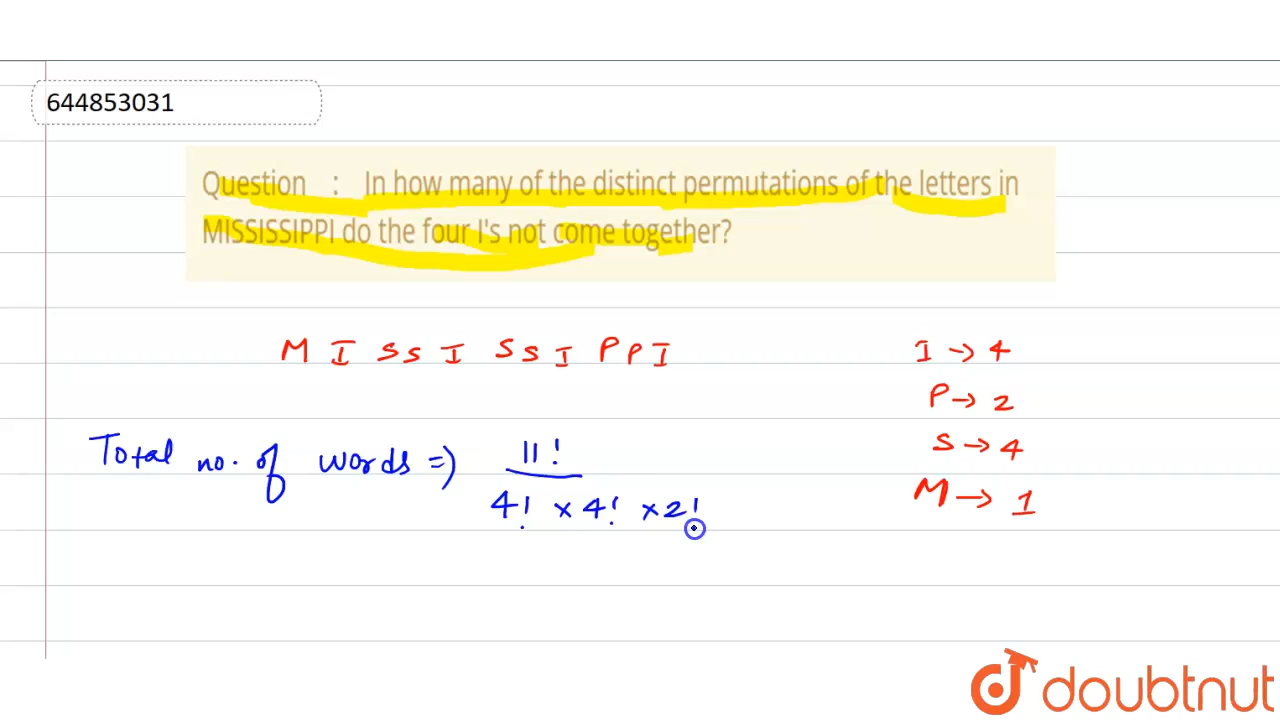 644853031
Question : In how many of the distinct permutations of the letters in
MISSISSIPPI do the four I's not come together?
M I S S I S S I P P I
I → 4
P → 2
S → 4
M → 1
Total no. of words ⇒ 11!
4! × 4! × 2!
doubtnut